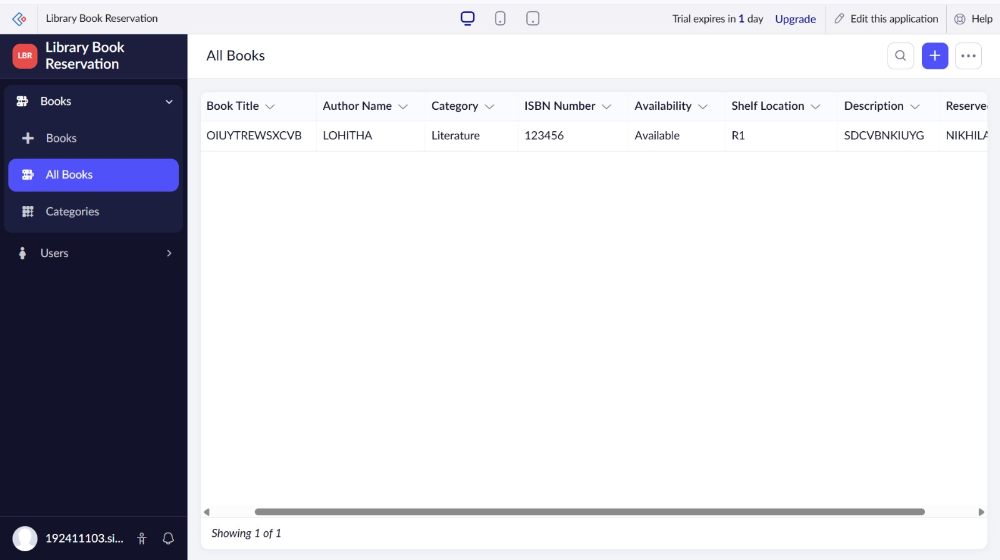 Library Book Reservation
Trial expires in 1 day Upgrade Edit this application Help
LBR Library Book
Reservation
Books
Books
All Books
Categories
Users
192411103.si...
All Books
Book Title Author Name Category ISBN Number Availability Shelf Location Description Reserve
OIUYTREWSXCVB LOHITHA Literature 123456 Available R1 SDCVBNKIUYG NIKHILA
Showing 1 of 1